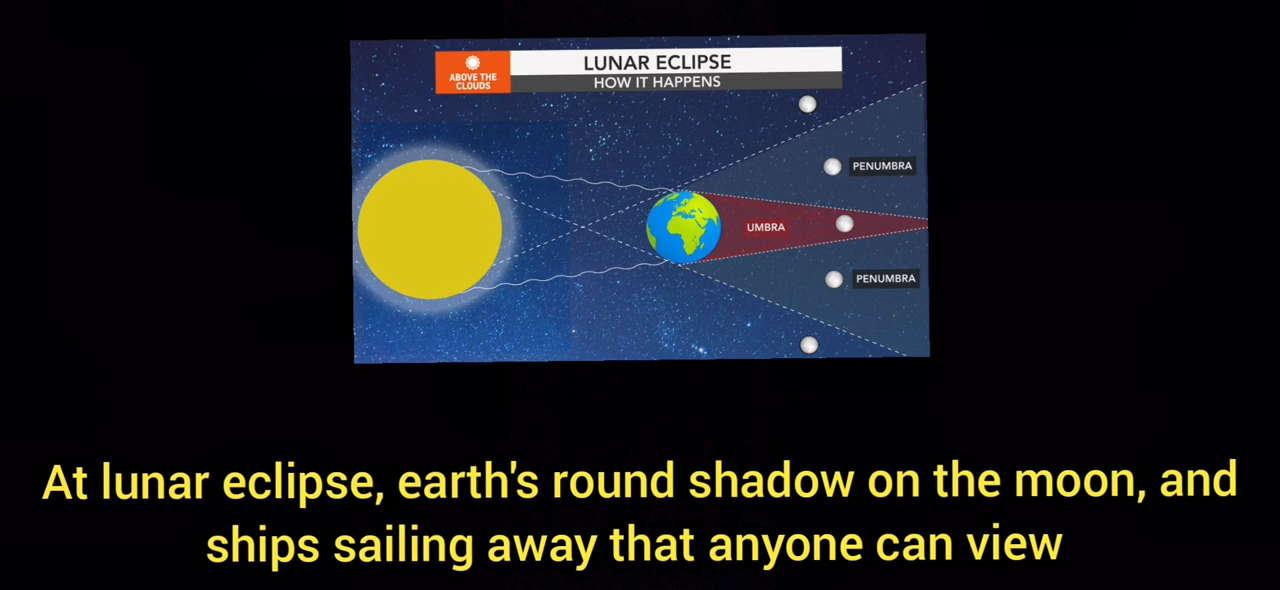 ABOVE THE
CLOUDS
LUNAR ECLIPSE
HOW IT HAPPENS
PENUMBRA
UMBRA
PENUMBRA
At lunar eclipse, earth's round shadow on the moon, and
ships sailing away that anyone can view